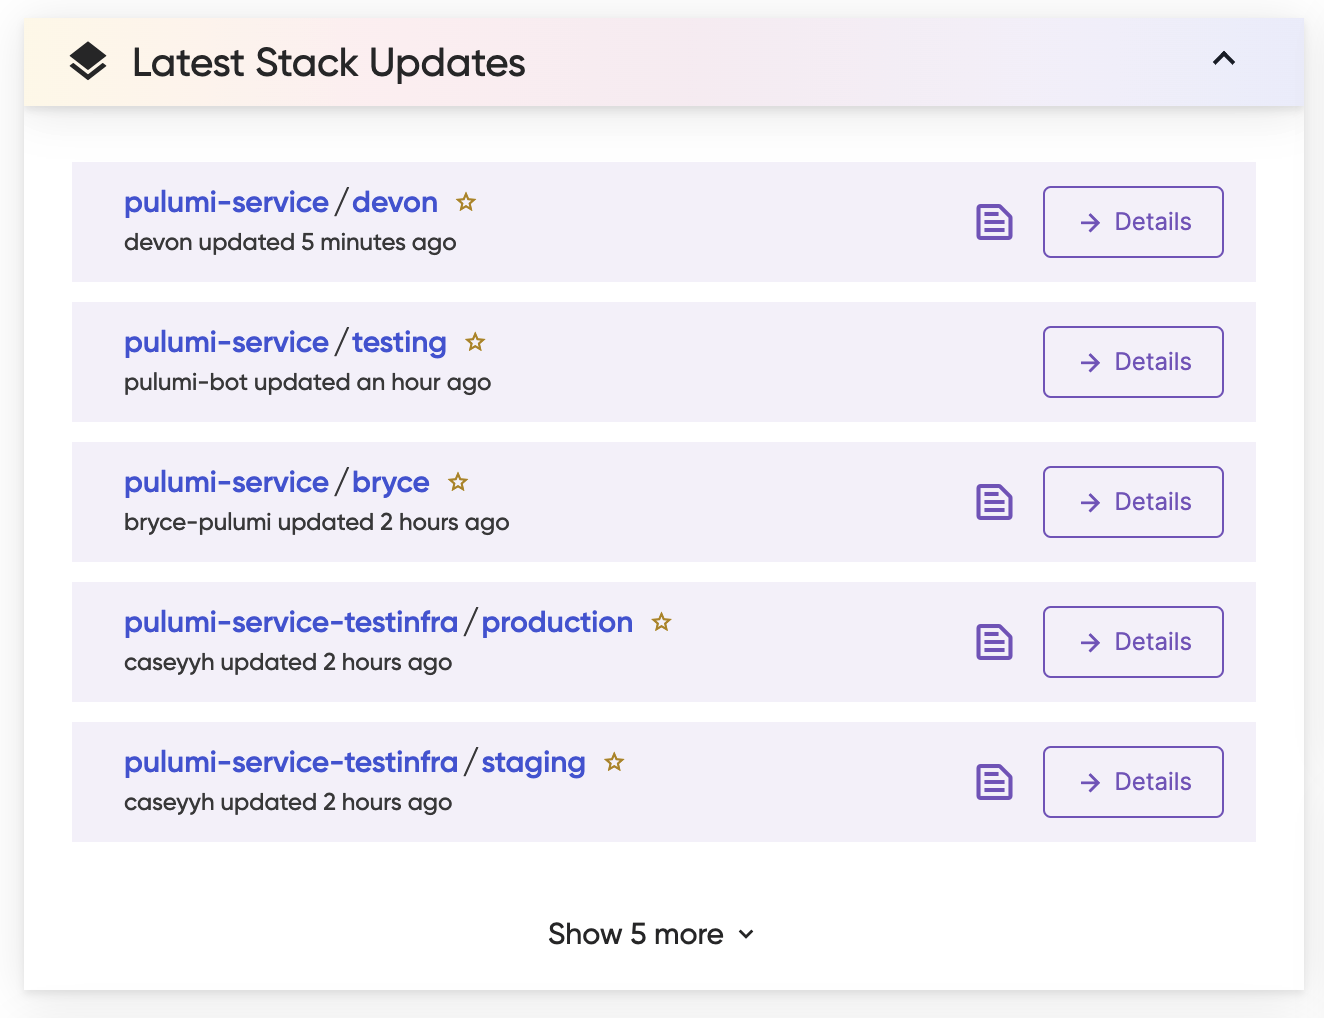 Latest Stack Updates
pulumi-service / devon
devon updated 5 minutes ago
Details
pulumi-service / testing
pulumi-bot updated an hour ago
Details
pulumi-service / bryce
bryce-pulumi updated 2 hours ago
Details
pulumi-service-testinfra / production
caseyyh updated 2 hours ago
Details
pulumi-service-testinfra / staging
caseyyh updated 2 hours ago
Details
Show 5 more